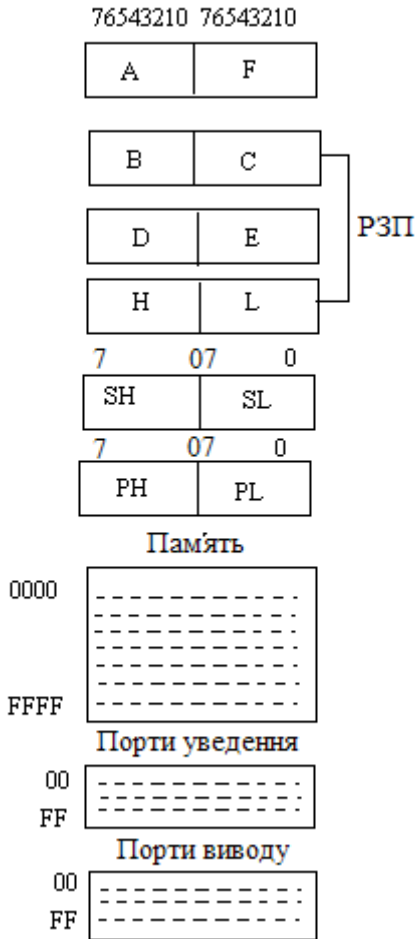 76543210 76543210
A F
B C
РЗП
D E
H L
7 07 0
SH SL
7 07 0
PH PL
Пам'ять
0000
FFFF
Порти уведення
00
FF
Порти виводу
00
FF